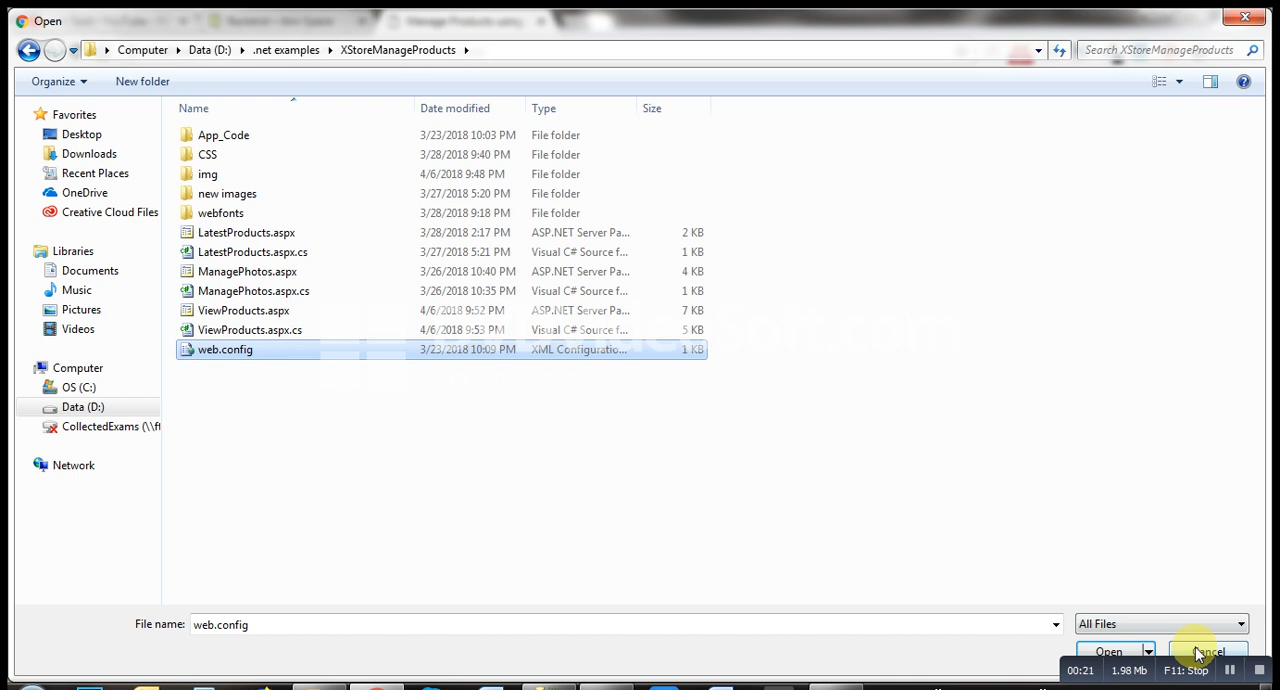 Open
Computer Data (D:) .net examples XStoreManageProducts
Search XStoreManageProducts
Organize New folder
Name Date modified Type Size
Favorites
Desktop
Downloads
Recent Places
OneDrive
Creative Cloud Files
Libraries
Documents
Music
Pictures
Videos
Computer
OS (C:)
Data (D:)
CollectedExams (\\ft
Network
App_Code 3/23/2018 10:03 PM File folder
CSS 3/28/2018 9:40 PM File folder
img 4/6/2018 9:48 PM File folder
new images 3/27/2018 5:20 PM File folder
webfonts 3/28/2018 9:18 PM File folder
LatestProducts.aspx 3/28/2018 2:17 PM ASP.NET Server Pa... 2 KB
LatestProducts.aspx.cs 3/27/2018 5:21 PM Visual C# Source f... 1 KB
ManagePhotos.aspx 3/26/2018 10:40 PM ASP.NET Server Pa... 4 KB
ManagePhotos.aspx.cs 3/26/2018 10:35 PM Visual C# Source f... 1 KB
ViewProducts.aspx 4/6/2018 9:52 PM ASP.NET Server Pa... 7 KB
ViewProducts.aspx.cs 4/6/2018 9:53 PM Visual C# Source f... 5 KB
web.config 3/23/2018 10:09 PM XML Configuratio... 1 KB
File name: web.config
All Files
Open Cancel
00:21 1.98 Mb F11: Stop